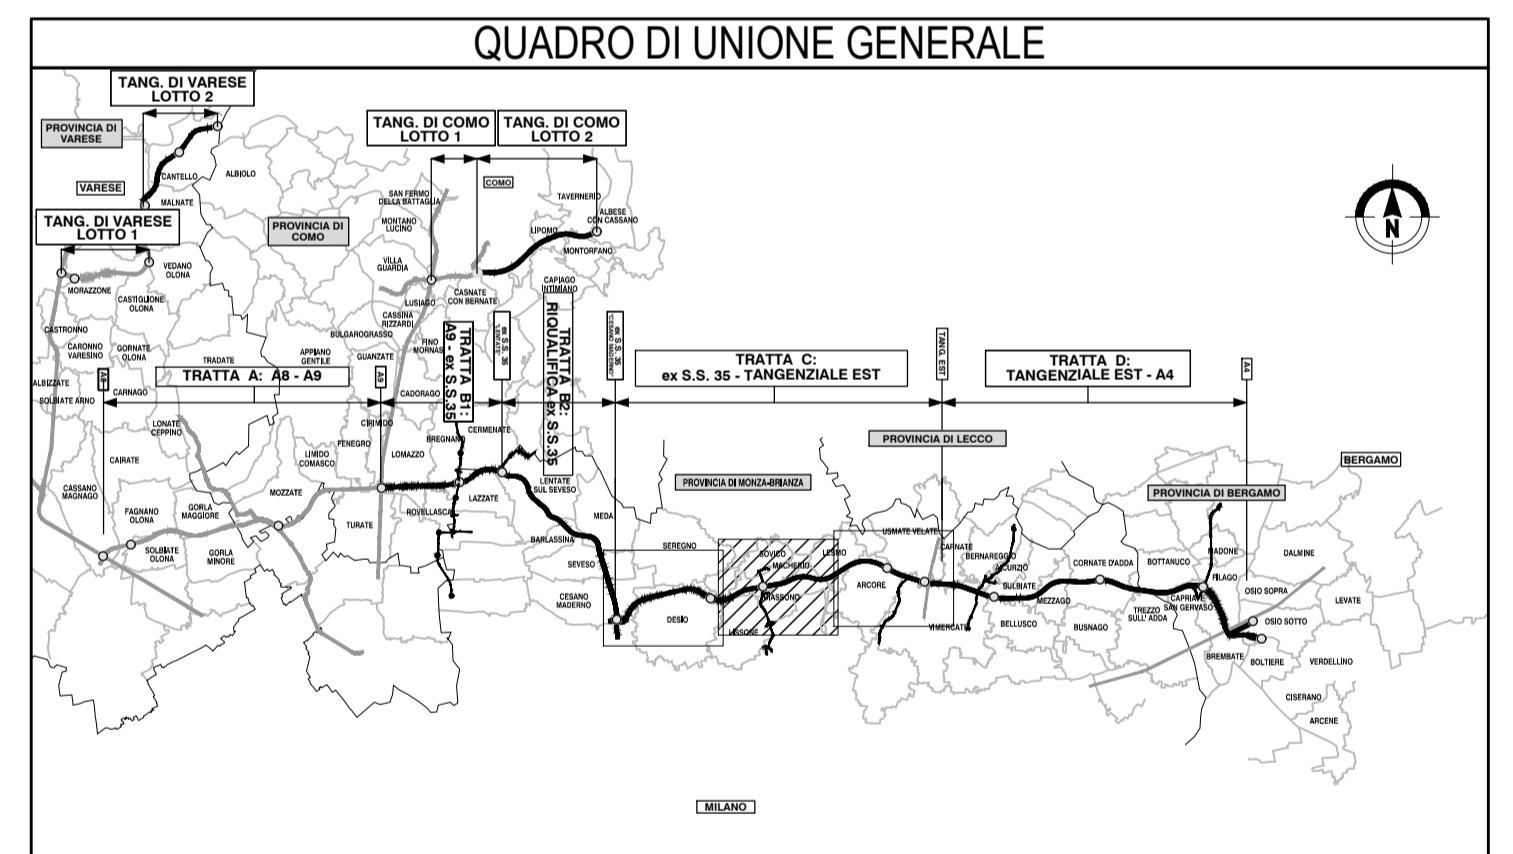 QUADRO DI UNIONE GENERALE
TANG. DI VARESE
LOTTO 2
PROVINCIA DI
VARESE
VARESE
CANTELLO
ALBIOLO
MALNATE
TANG. DI VARESE
LOTTO 1
PROVINCIA DI
COMO
TANG. DI COMO
LOTTO 1
TANG. DI COMO
LOTTO 2
COMO
SAN FERMO
DELLA BATTAGLIA
MONTANO
LUCINO
VILLA
GUARDIA
TAVERNERIO
ALBESE
CON CASSANO
LIPOMO
MONTORFANO
CAPIAGO
INTIMIANO
N
VEDANO
OLONA
MORAZZONE
CASTIGLIONE
OLONA
LUSIAGO
CASNATE
CON BERNATE
CASSINA
RIZZARDI
BULGAROGRASSO
FINO
MORNAS
CASTRONNO
CARONNO
VARESINO
GORNATE
OLONA
TRADATE
APPIANO
GENTILE
GUANZATE
ALBIZZATE
SOLBIATE ARNO
CARNAGO
A8
TRATTA A: A8 - A9
A9
CADORAGO
TRATTA B1:
A9 - ex S.S.35
ex S.S. 35
"LENTATE"
TRATTA B2:
RIQUALIFICA ex S.S.35
ex S.S. 35
"CESANO MADERNO"
TRATTA C:
ex S.S. 35 - TANGENZIALE EST
TANG. EST
TRATTA D:
TANGENZIALE EST - A4
A4
LONATE
CEPPINO
CIRIMIDO
FENEGRO
BREGNANO
CERMENATE
CAIRATE
LIMIDO
COMASCO
LOMAZZO
PROVINCIA DI LECCO
BERGAMO
CASSANO
MAGNAGO
MOZZATE
LAZZATE
LENTATE
SUL SEVESO
PROVINCIA DI MONZA-BRIANZA
PROVINCIA DI BERGAMO
FAGNANO
OLONA
GORLA
MAGGIORE
TURATE
ROVELLASCA
MEDA
SOLBIATE
OLONA
GORLA
MINORE
BARLASSINA
SEREGNO
SEVESO
SOVICO
MACHERIO
LESMO
USMATE VELATE
CARNATE
BERNAREGGIO
AICURZIO
SULBIATE
CORNATE D'ADDA
BOTTANUCO
MADONE
DALMINE
FILAGO
CESANO
MADERNO
DESIO
LISSONE
ARCORE
VIMERCATE
MEZZAGO
BELLUSCO
BUSNAGO
TREZZO
SULL' ADDA
CAPRIATE
SAN GERVASO
OSIO SOPRA
LEVATE
OSIO SOTTO
BREMBATE
BOLTIERE
VERDELLINO
CISERANO
ARCENE
MILANO